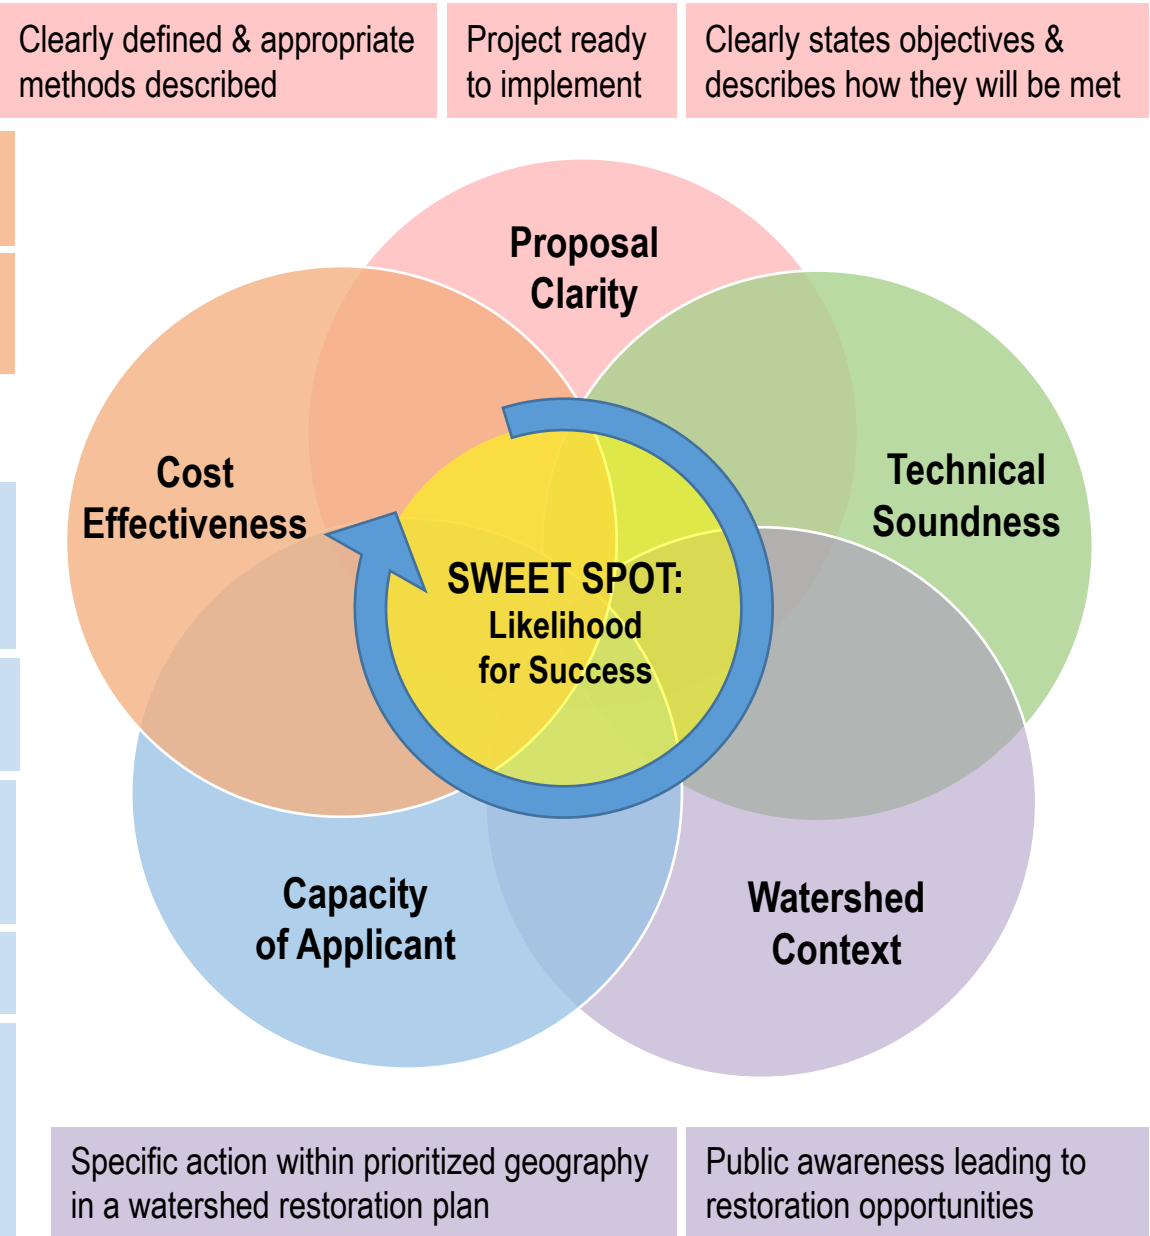 Clearly defined & appropriate
methods described
Project ready
to implement
Clearly states objectives &
describes how they will be met
Proposal
Clarity
Cost
Effectiveness
Technical
Soundness
SWEET SPOT:
Likelihood
for Success
Capacity
of Applicant
Watershed
Context
Specific action within prioritized geography
in a watershed restoration plan
Public awareness leading to
restoration opportunities